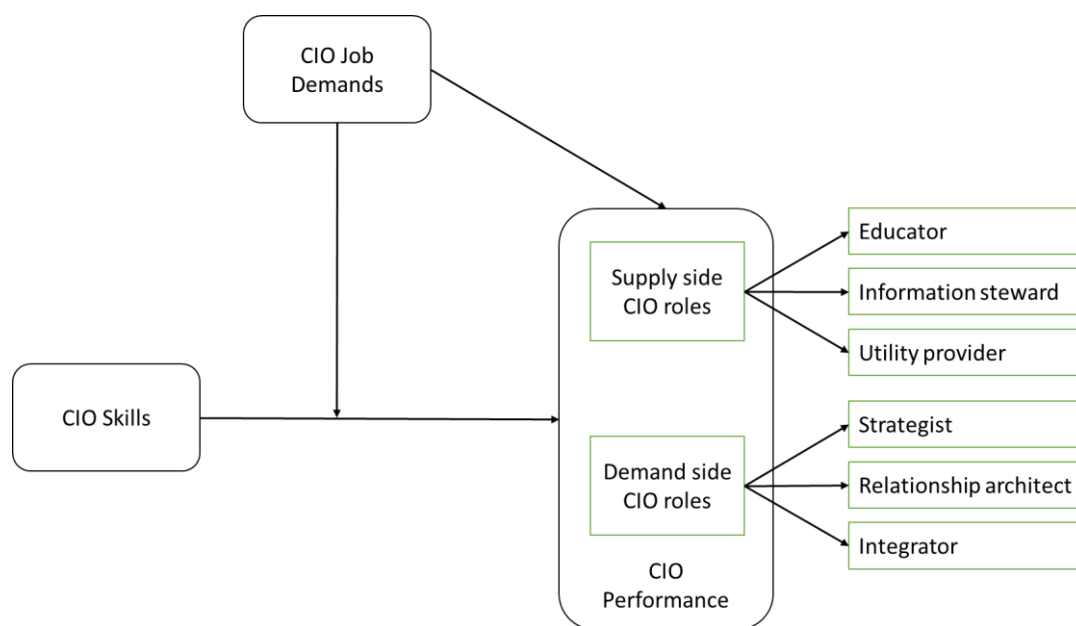 CIO Job
Demands
Supply side
CIO roles
Educator
Information steward
Utility provider
CIO Skills
Demand side
CIO roles
Strategist
Relationship architect
Integrator
CIO
Performance